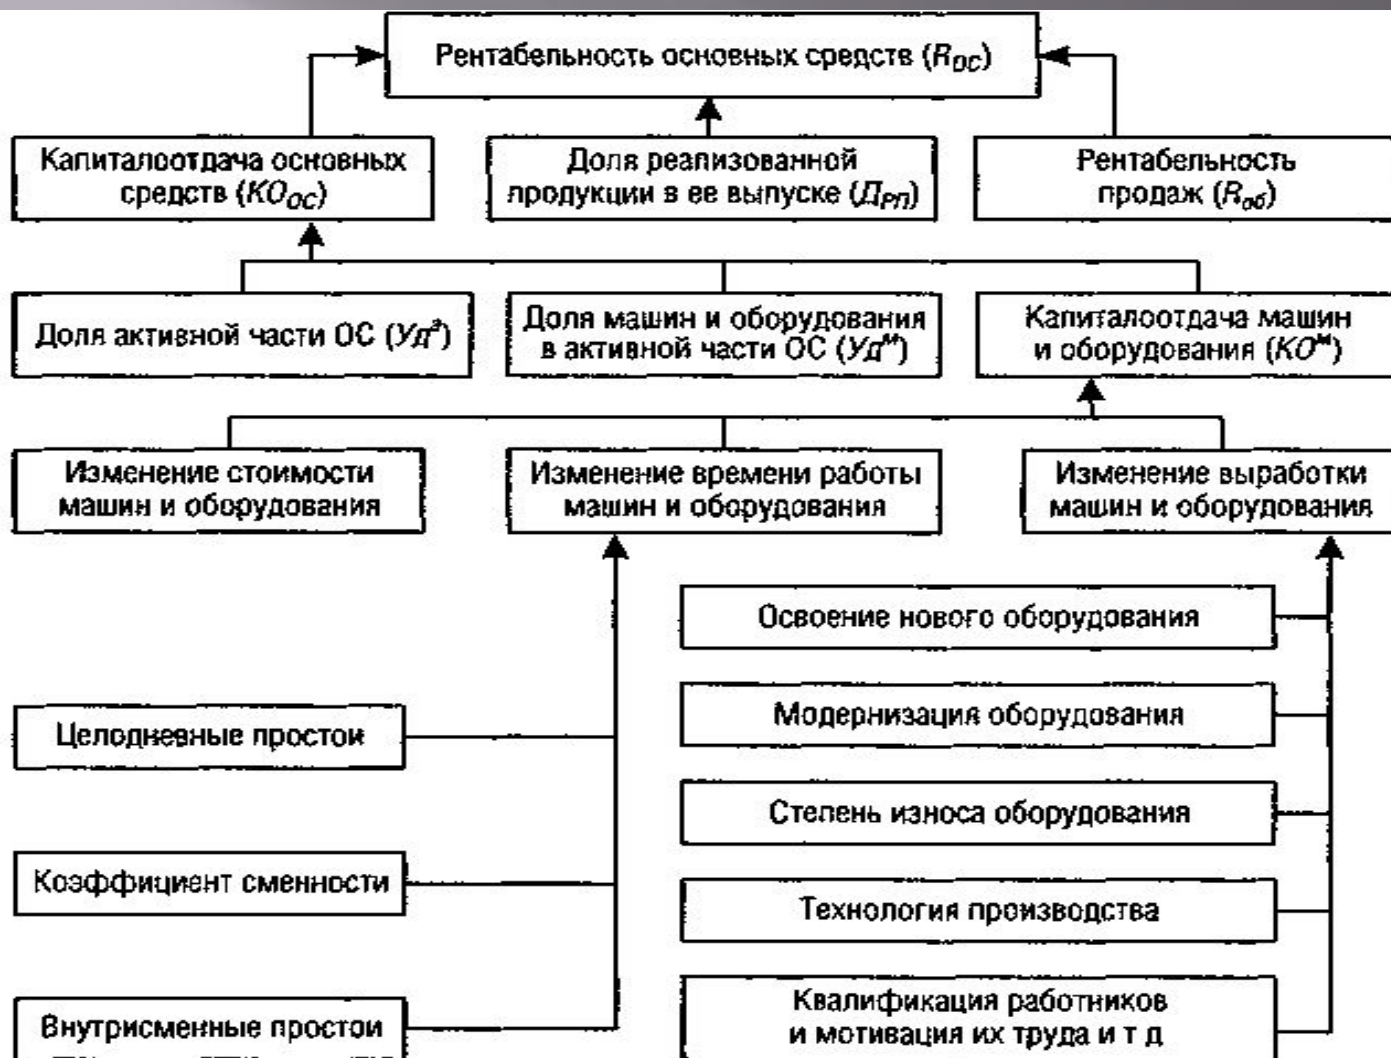 Рентабельность основных средств (R_ОС)
Капиталоотдача основных
средств (КО_ОС)
Доля реализованной
продукции в ее выпуске (Д_РП)
Рентабельность
продаж (R_об)
Доля активной части ОС (Уд^а)
Доля машин и оборудования
в активной части ОС (Уд^м)
Капиталоотдача машин
и оборудования (КО^м)
Изменение стоимости
машин и оборудования
Изменение времени работы
машин и оборудования
Изменение выработки
машин и оборудования
Освоение нового оборудования
Модернизация оборудования
Целодневные простои
Степень износа оборудования
Коэффициент сменности
Технология производства
Внутрисменные простои
Квалификация работников
и мотивация их труда и т д